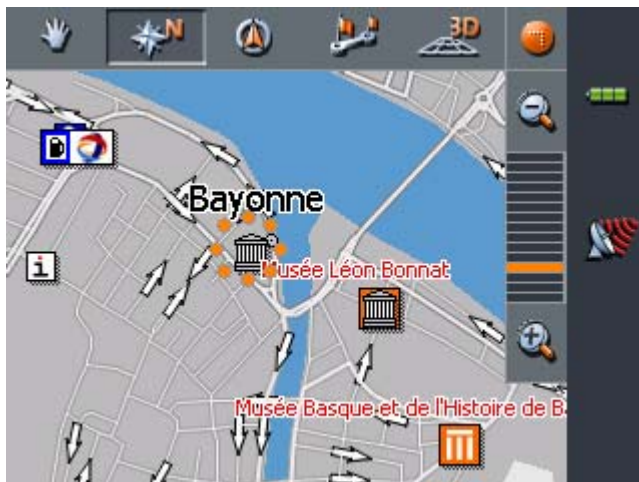 N
3D
Bayonne
i
Musée Léon Bonnat
Musée Basque et de l'Histoire de B